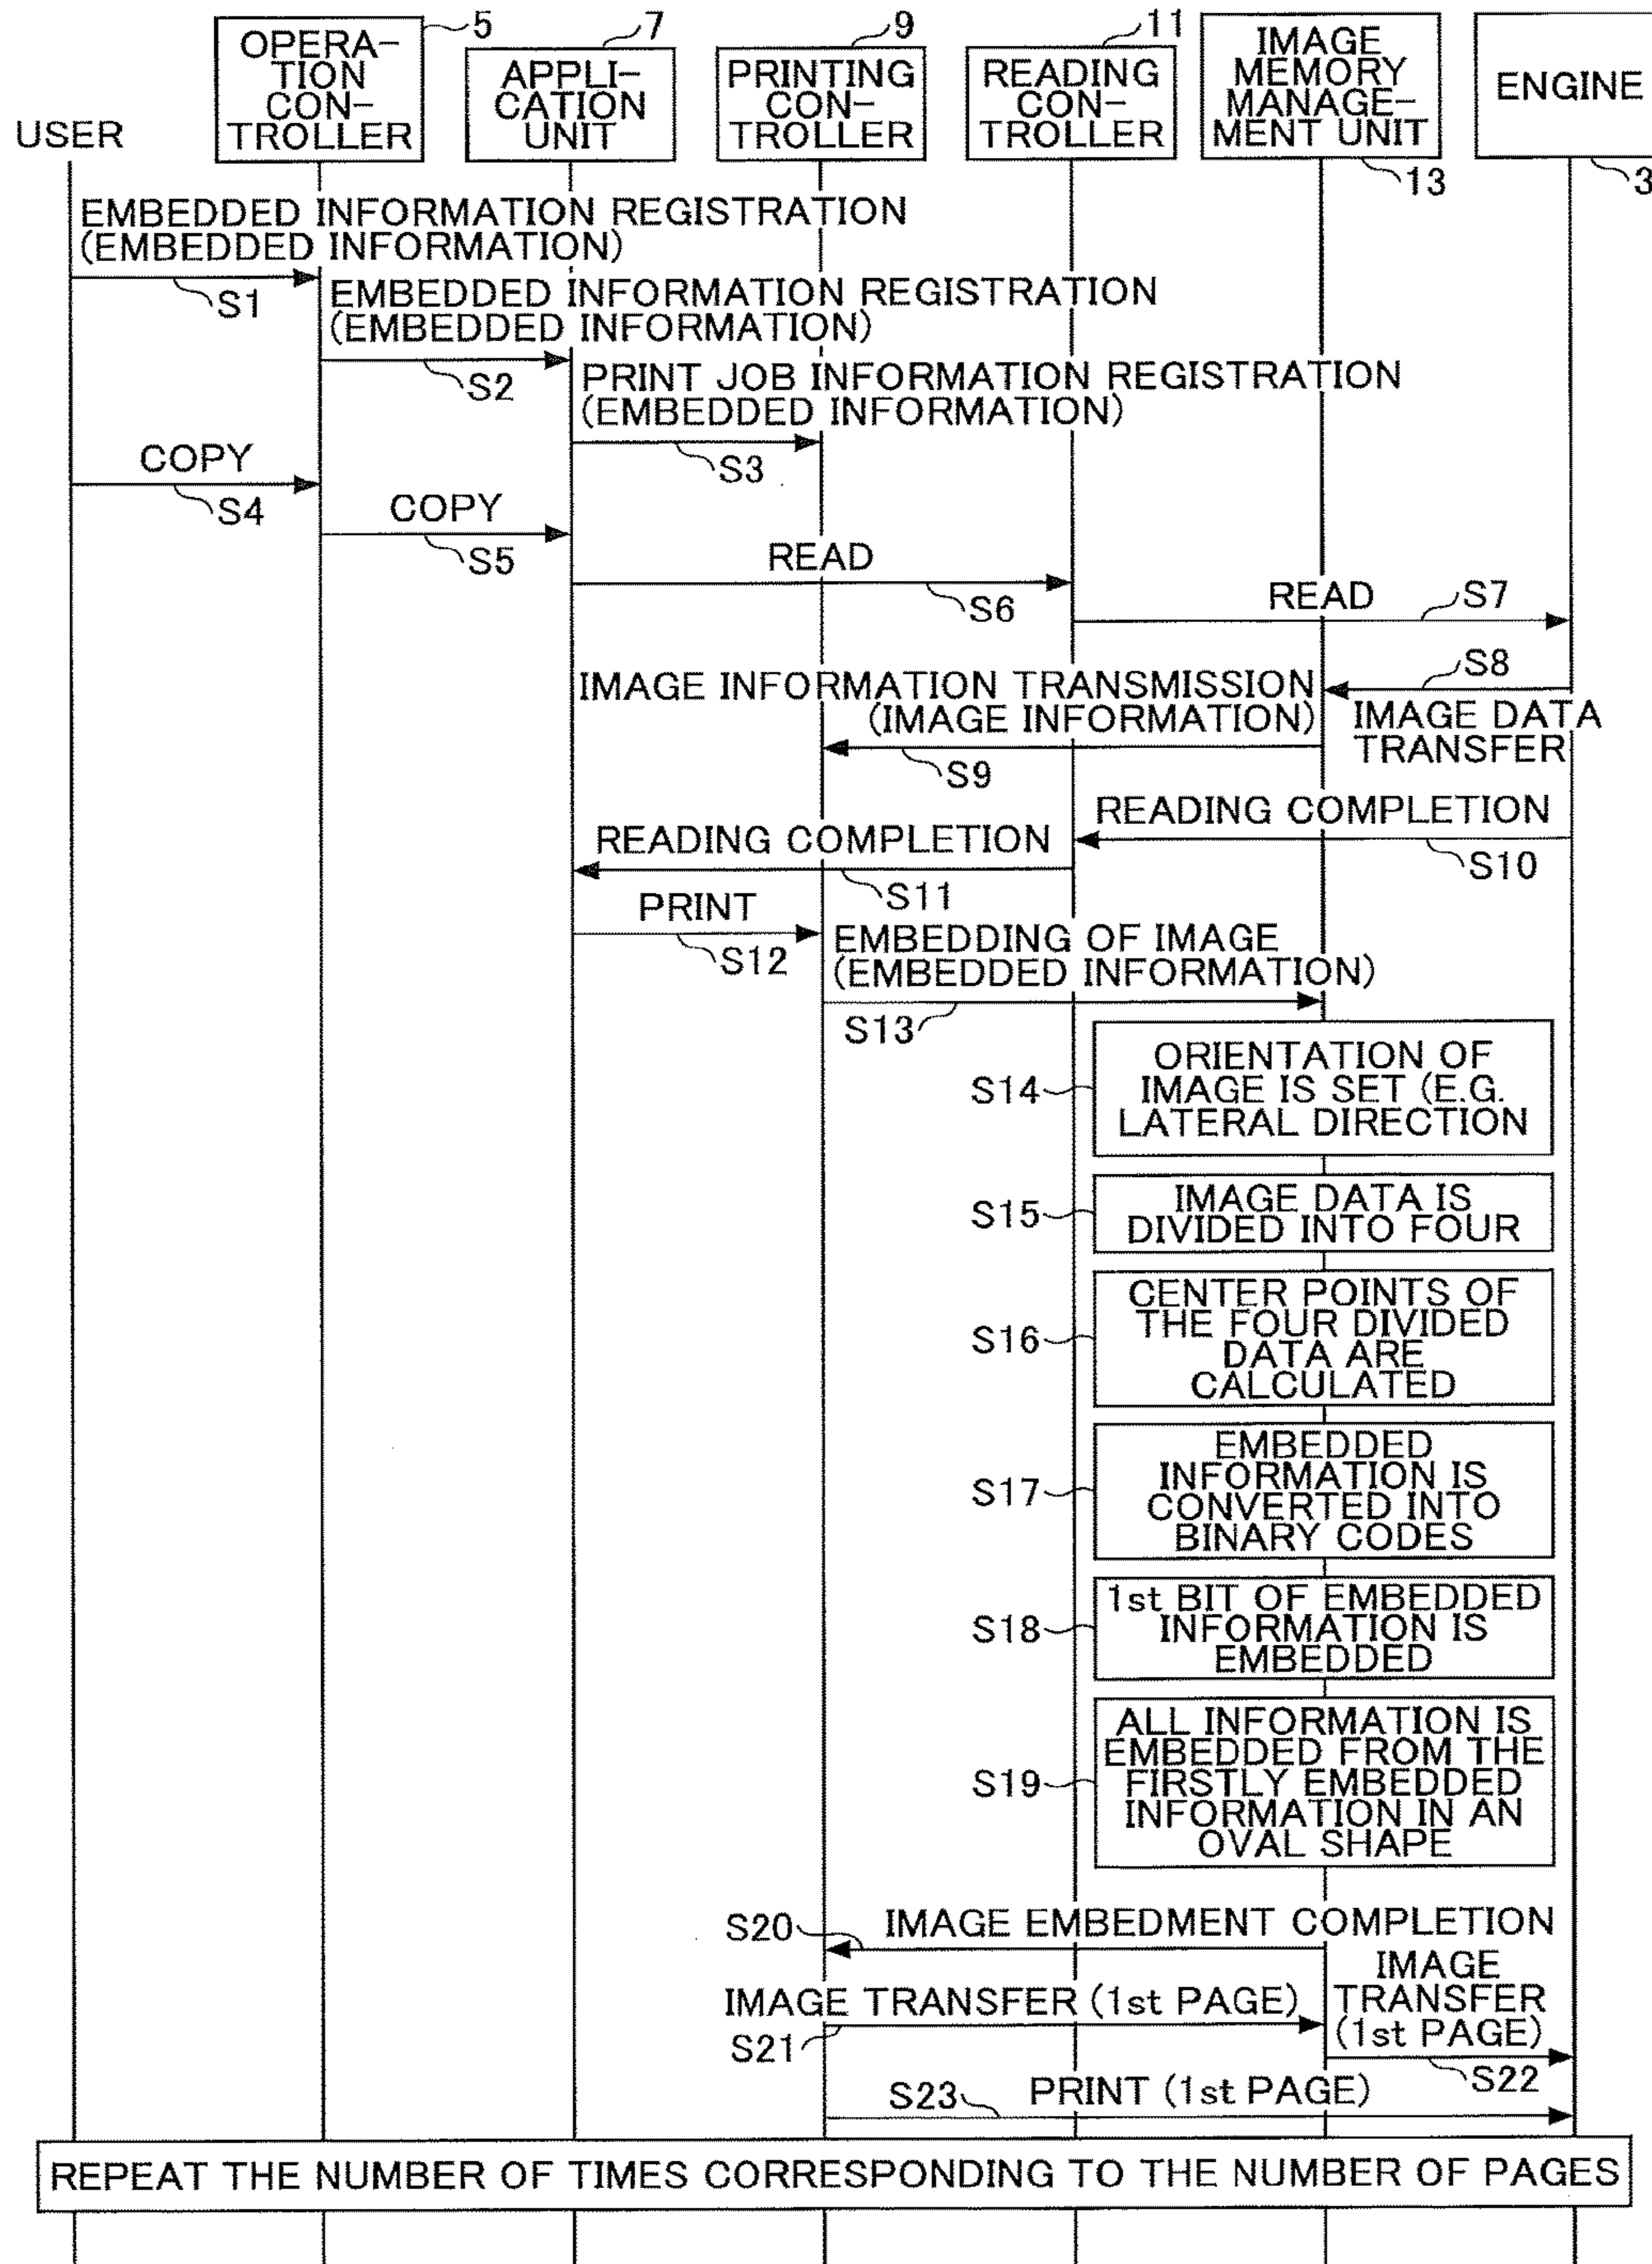 5
7
9
11
OPERA-
TION
CON-
TROLLER
APPLI-
CATION
UNIT
PRINTING
CON-
TROLLER
READING
CON-
TROLLER
IMAGE
MEMORY
MANAGE-
MENT UNIT
ENGINE
USER
13
3
EMBEDDED INFORMATION REGISTRATION
(EMBEDDED INFORMATION)
S1
EMBEDDED INFORMATION REGISTRATION
(EMBEDDED INFORMATION)
S2
PRINT JOB INFORMATION REGISTRATION
(EMBEDDED INFORMATION)
S3
COPY
S4
COPY
S5
READ
S6
READ
S7
S8
IMAGE DATA
TRANSFER
IMAGE INFORMATION TRANSMISSION
(IMAGE INFORMATION)
S9
READING COMPLETION
S10
READING COMPLETION
S11
PRINT
S12
EMBEDDING OF IMAGE
(EMBEDDED INFORMATION)
S13
S14
ORIENTATION OF
IMAGE IS SET (E.G.
LATERAL DIRECTION
S15
IMAGE DATA IS
DIVIDED INTO FOUR
S16
CENTER POINTS OF
THE FOUR DIVIDED
DATA ARE
CALCULATED
S17
EMBEDDED
INFORMATION IS
CONVERTED INTO
BINARY CODES
S18
1st BIT OF EMBEDDED
INFORMATION IS
EMBEDDED
S19
ALL INFORMATION IS
EMBEDDED FROM THE
FIRSTLY EMBEDDED
INFORMATION IN AN
OVAL SHAPE
S20
IMAGE EMBEDMENT COMPLETION
IMAGE TRANSFER (1st PAGE)
S21
IMAGE
TRANSFER
(1st PAGE)
S22
S23
PRINT (1st PAGE)
REPEAT THE NUMBER OF TIMES CORRESPONDING TO THE NUMBER OF PAGES